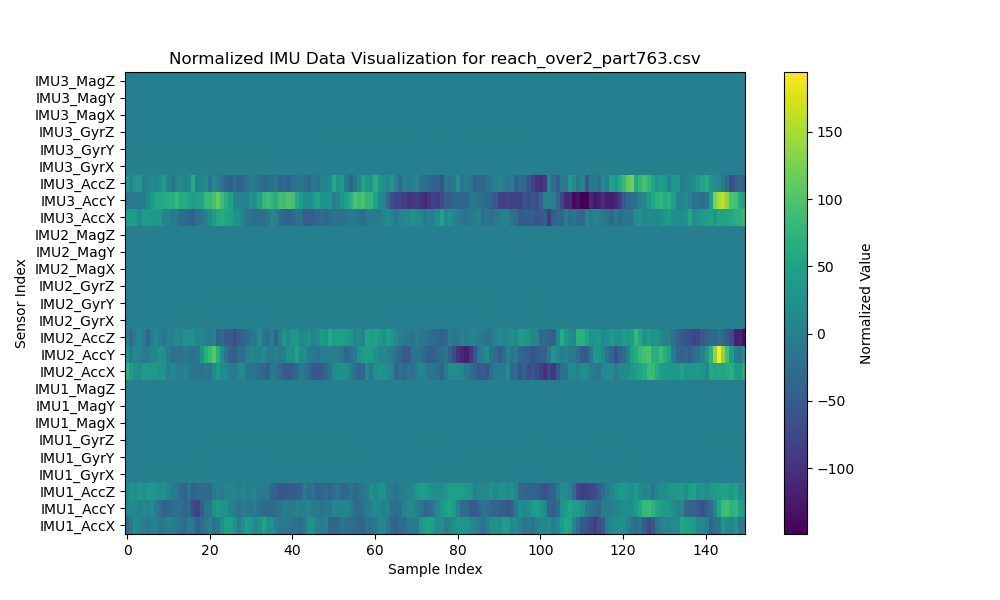 Normalized IMU Data Visualization for reach_over2_part763.csv
IMU3_MagZ
IMU3_MagY
IMU3_MagX
IMU3_GyrZ
IMU3_GyrY
IMU3_GyrX
IMU3_AccZ
IMU3_AccY
IMU3_AccX
IMU2_MagZ
IMU2_MagY
IMU2_MagX
IMU2_GyrZ
IMU2_GyrY
IMU2_GyrX
IMU2_AccZ
IMU2_AccY
IMU2_AccX
IMU1_MagZ
IMU1_MagY
IMU1_MagX
IMU1_GyrZ
IMU1_GyrY
IMU1_GyrX
IMU1_AccZ
IMU1_AccY
IMU1_AccX
Sensor Index
0 20 40 60 80 100 120 140
Sample Index
150
100
50
0
−50
−100
Normalized Value